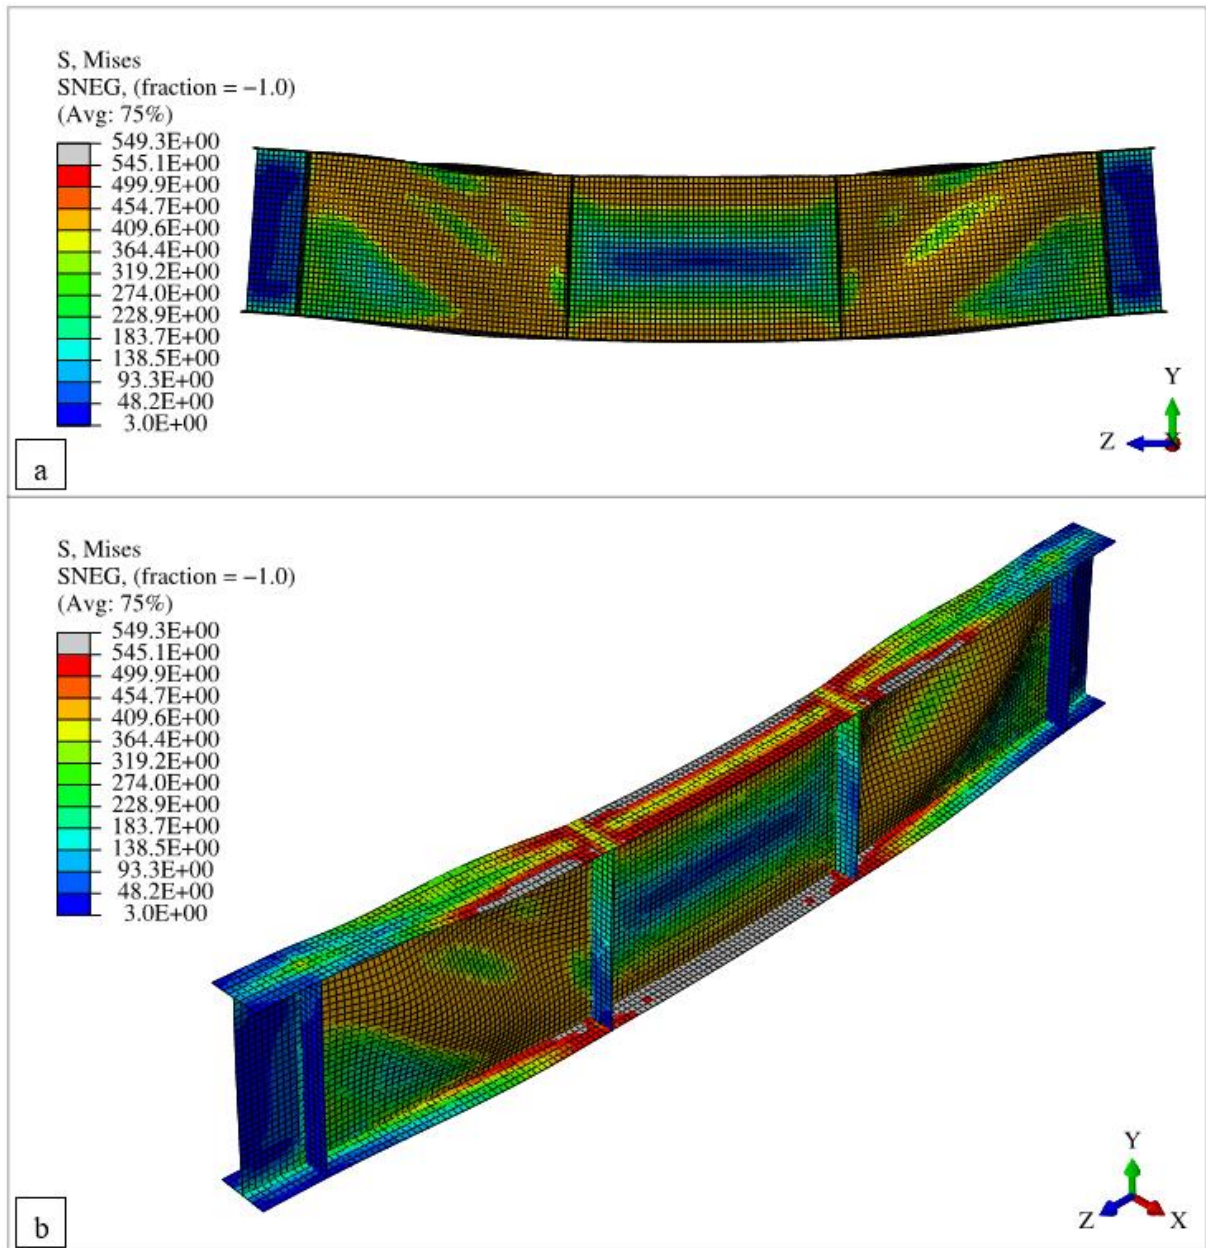 S, Mises
SNEG, (fraction = −1.0)
(Avg: 75%)
549.3E+00
545.1E+00
499.9E+00
454.7E+00
409.6E+00
364.4E+00
319.2E+00
274.0E+00
228.9E+00
183.7E+00
138.5E+00
93.3E+00
48.2E+00
3.0E+00
Y
Z
X
a
S, Mises
SNEG, (fraction = −1.0)
(Avg: 75%)
549.3E+00
545.1E+00
499.9E+00
454.7E+00
409.6E+00
364.4E+00
319.2E+00
274.0E+00
228.9E+00
183.7E+00
138.5E+00
93.3E+00
48.2E+00
3.0E+00
Y
Z
X
b